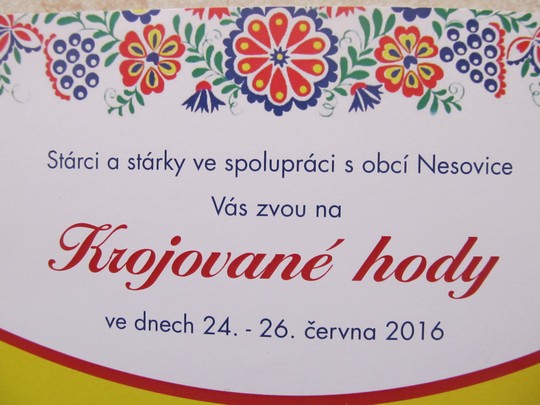 Stárci a stárky ve spolupráci s obcí Nesovice
Vás zvou na
Krojované hody
ve dnech 24. - 26. června 2016